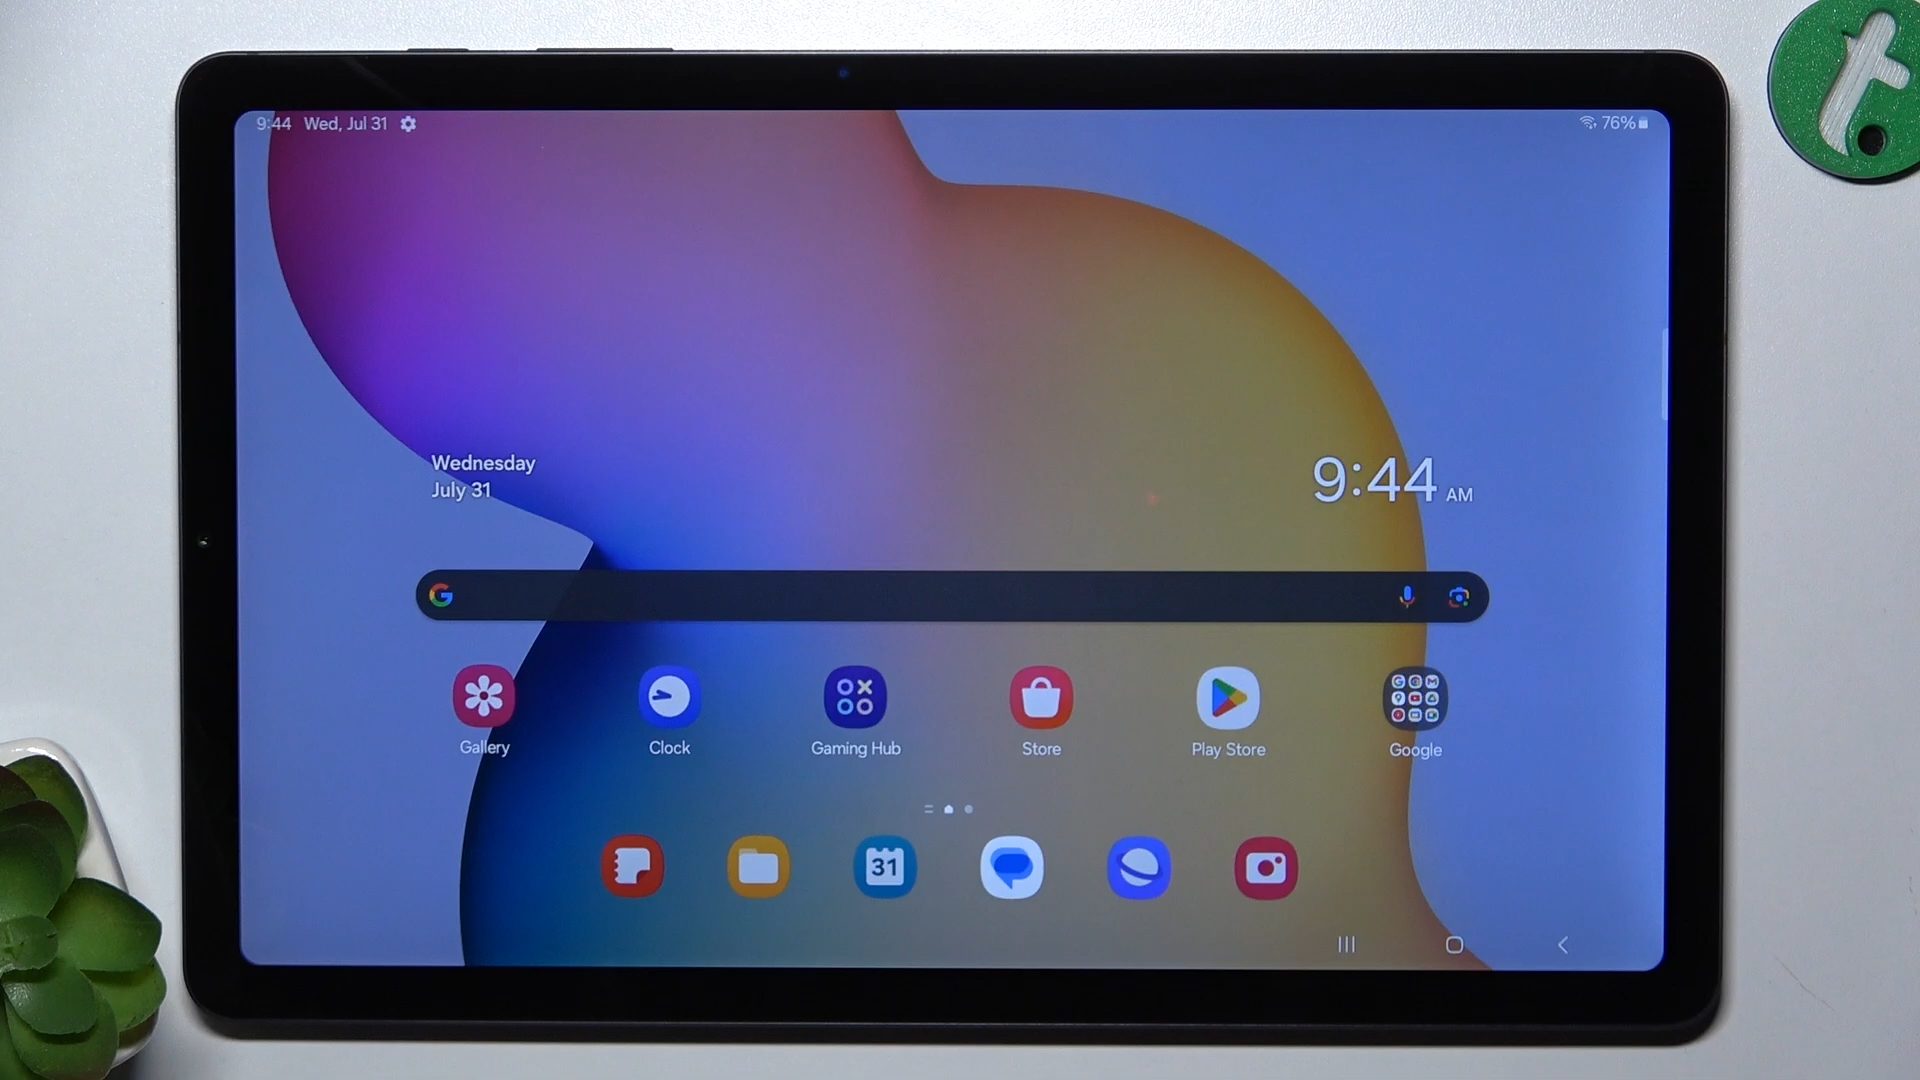 9:44 Wed, Jul 31
76%
Wednesday
July 31
9:44 AM
G
Gallery
Clock
Gaming Hub
Store
Play Store
Google
31
t